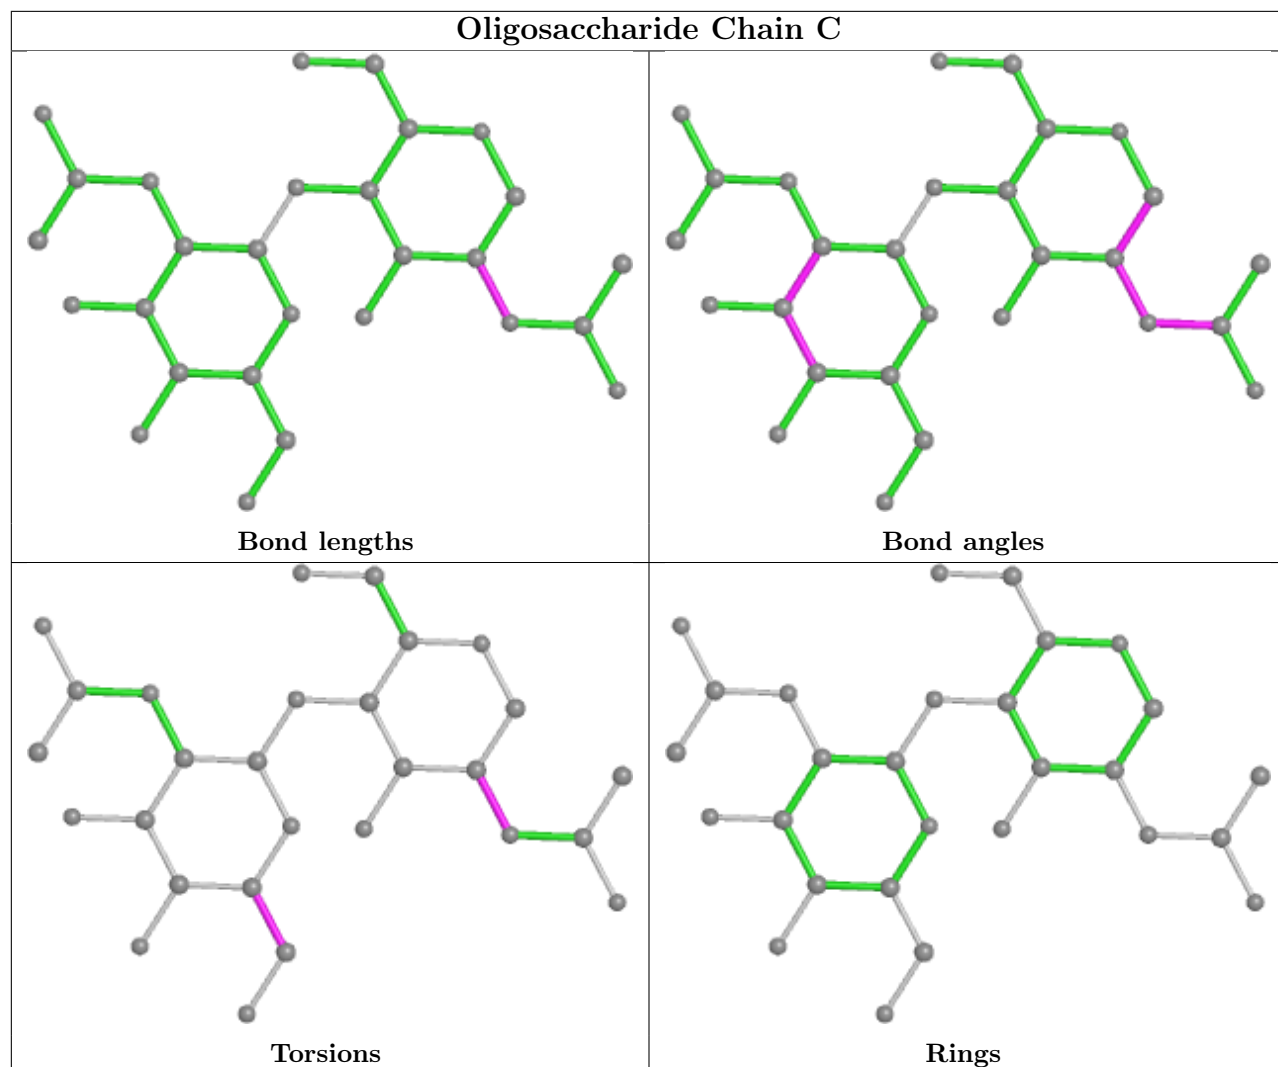 Oligosaccharide Chain C
Bond lengths
Bond angles
Torsions
Rings